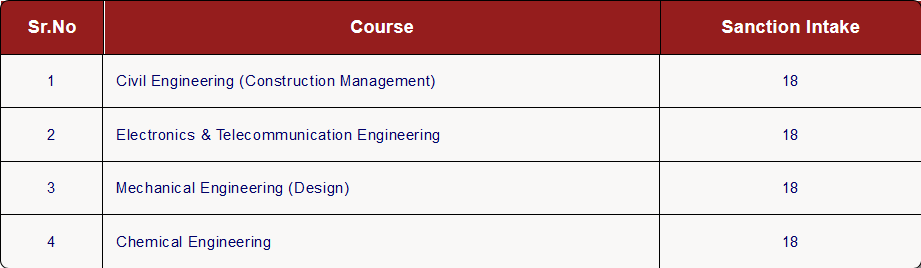 Sr.No Course Sanction Intake
1 Civil Engineering (Construction Management) 18
2 Electronics & Telecommunication Engineering 18
3 Mechanical Engineering (Design) 18
4 Chemical Engineering 18